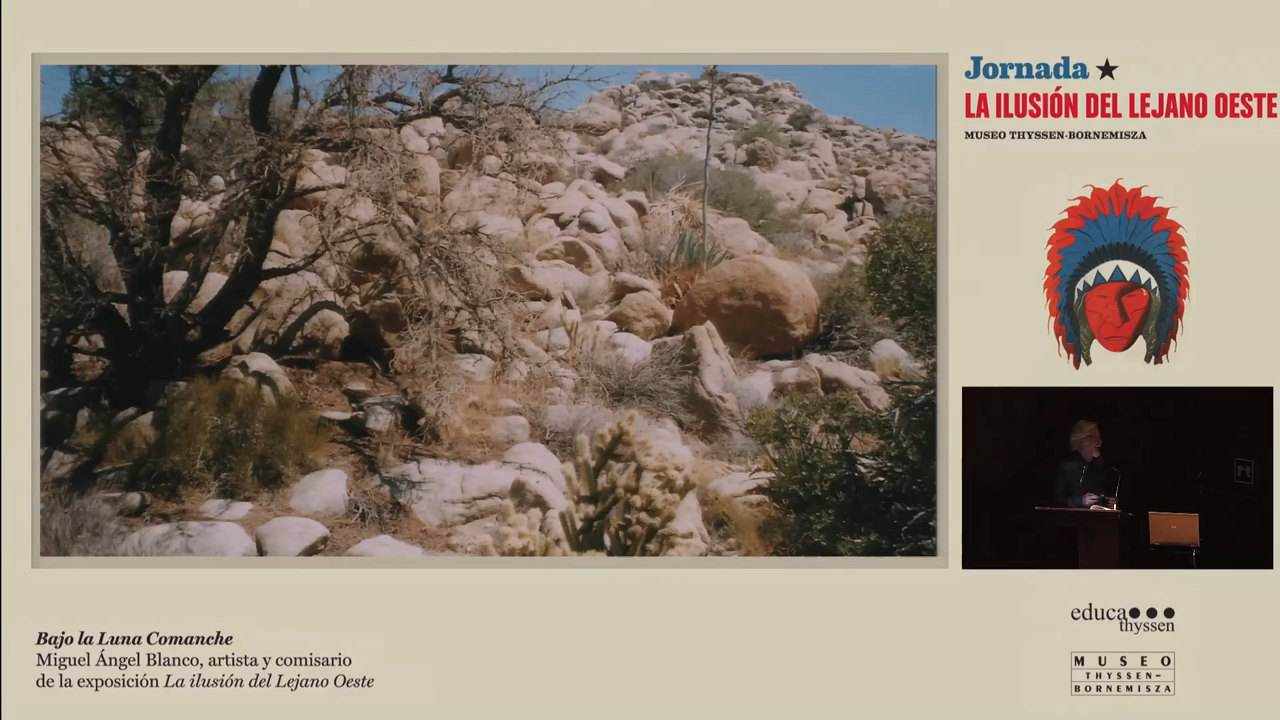 Jornada
LA ILUSIÓN DEL LEJANO OESTE
MUSEO THYSSEN-BORNEMISZA
Bajo la Luna Comanche
Miguel Ángel Blanco, artista y comisario
de la exposición La ilusión del Lejano Oeste
educa
thyssen
MUSEO
THYSSEN-
BORNEMISZA